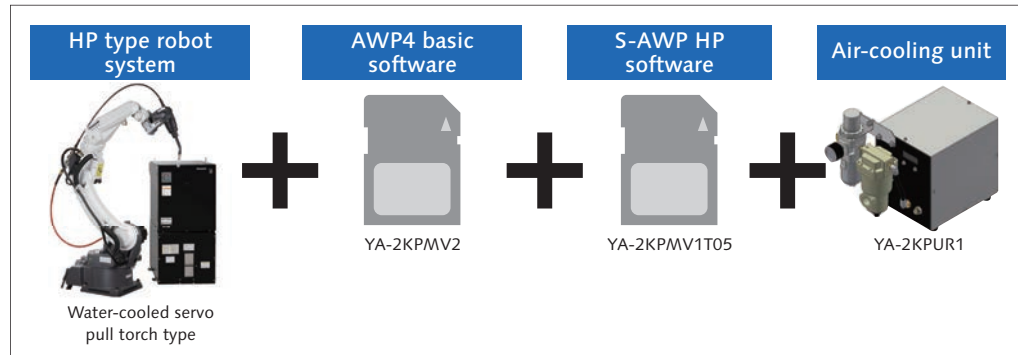 HP type robot
system
AWP4 basic
software
S-AWP HP
software
Air-cooling unit
YA-2KPMV2
YA-2KPMV1T05
YA-2KPUR1
Water-cooled servo
pull torch type